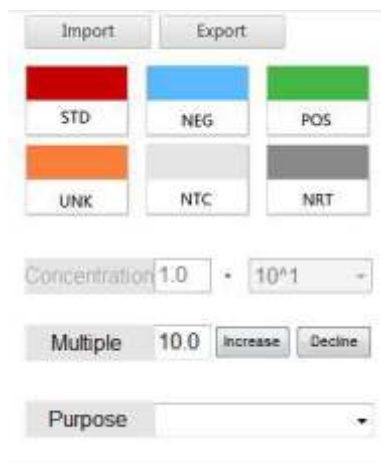 Import Export
STD NEG POS
UNK NTC NRT
Concentration 1.0 * 10^1
Multiple 10.0 Increase Decline
Purpose